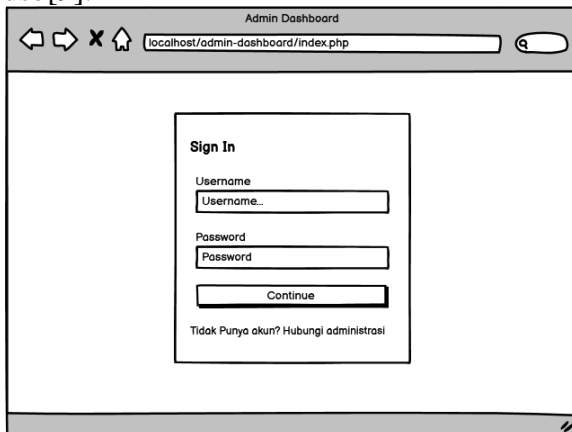 Admin Dashboard
localhost/admin-dashboard/index.php
Sign In
Username
Username...
Password
Password
Continue
Tidak Punya akun? Hubungi administrasi